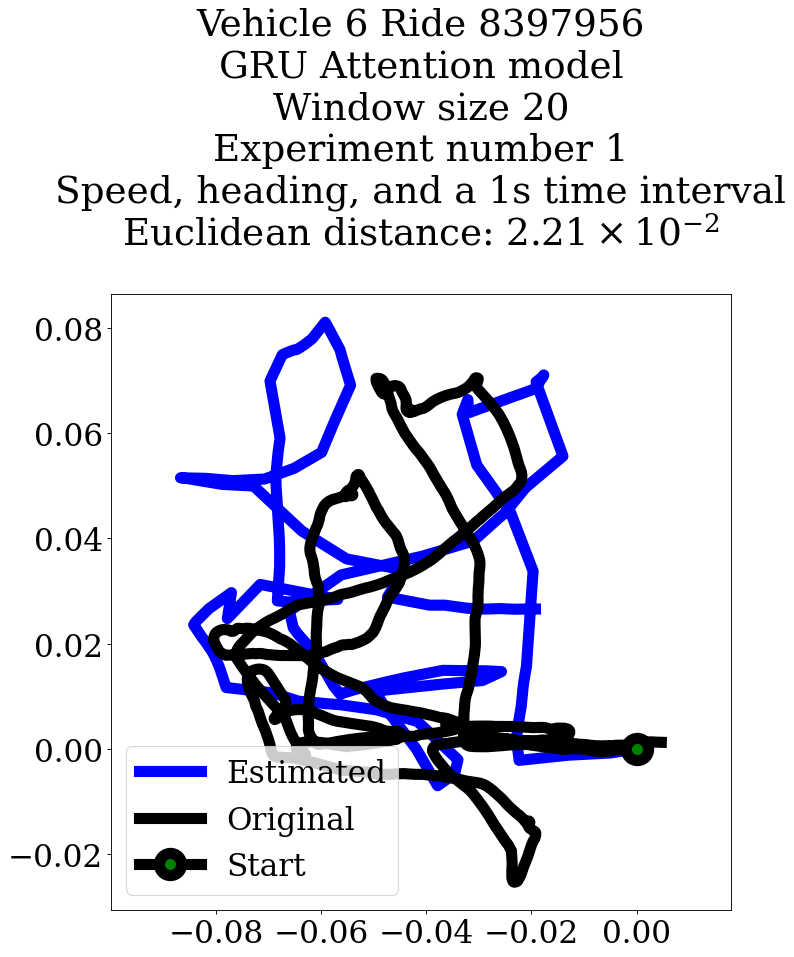 Vehicle 6 Ride 8397956
GRU Attention model
Window size 20
Experiment number 1
Speed, heading, and a 1s time interval
Euclidean distance: 2.21 × 10⁻²
0.08
0.06
0.04
0.02
0.00
−0.02
Estimated
Original
Start
−0.08 −0.06 −0.04 −0.02 0.00